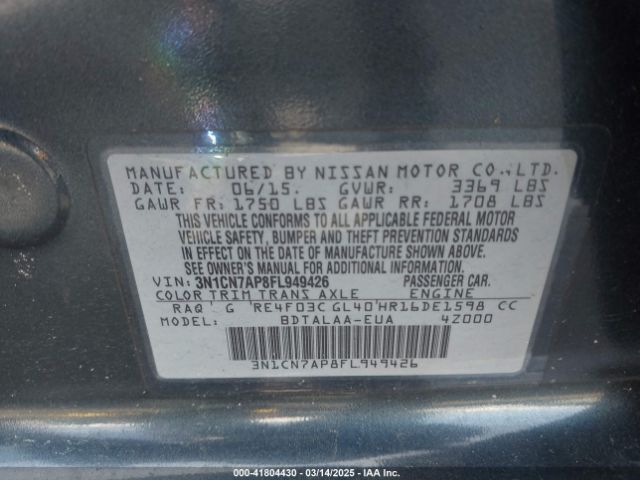 MANUFACTURED BY NISSAN MOTOR CO., LTD.
DATE: 06/15. GVWR: 3369 LBS
GAWR FR: 1750 LBS GAWR RR: 1708 LBS
THIS VEHICLE CONFORMS TO ALL APPLICABLE FEDERAL MOTOR
VEHICLE SAFETY, BUMPER AND THEFT PREVENTION STANDARDS
IN EFFECT ON THE DATE OF MANUFACTURE SHOWN ABOVE.
SEE OWNER'S MANUAL FOR ADDITIONAL INFORMATION.
VIN: 3N1CN7AP8FL949426 PASSENGER CAR.
COLOR TRIM TRANS AXLE ENGINE
RAQ G RE4F03C GL40 HR16DE1598 CC
MODEL: BDTALAA-EUA 4Z000
3N1CN7AP8FL949426
000-41804430 - 03/14/2025 - IAA Inc.